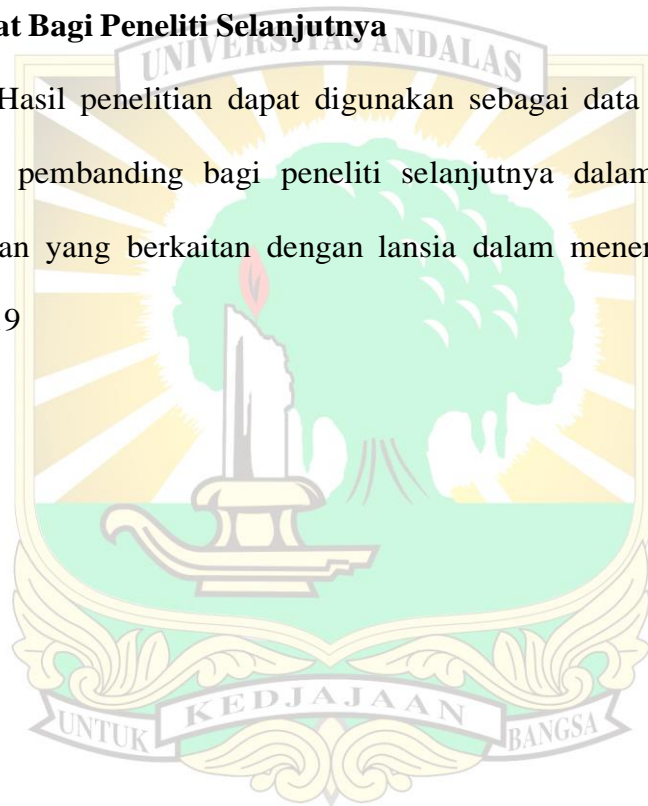 at Bagi Peneliti Selanjutnya
UNIVERSITAS ANDALAS
Hasil penelitian dapat digunakan sebagai data
pembanding bagi peneliti selanjutnya dalam
an yang berkaitan dengan lansia dalam mener
9
UNTUK KEDJAJAAN BANGSA